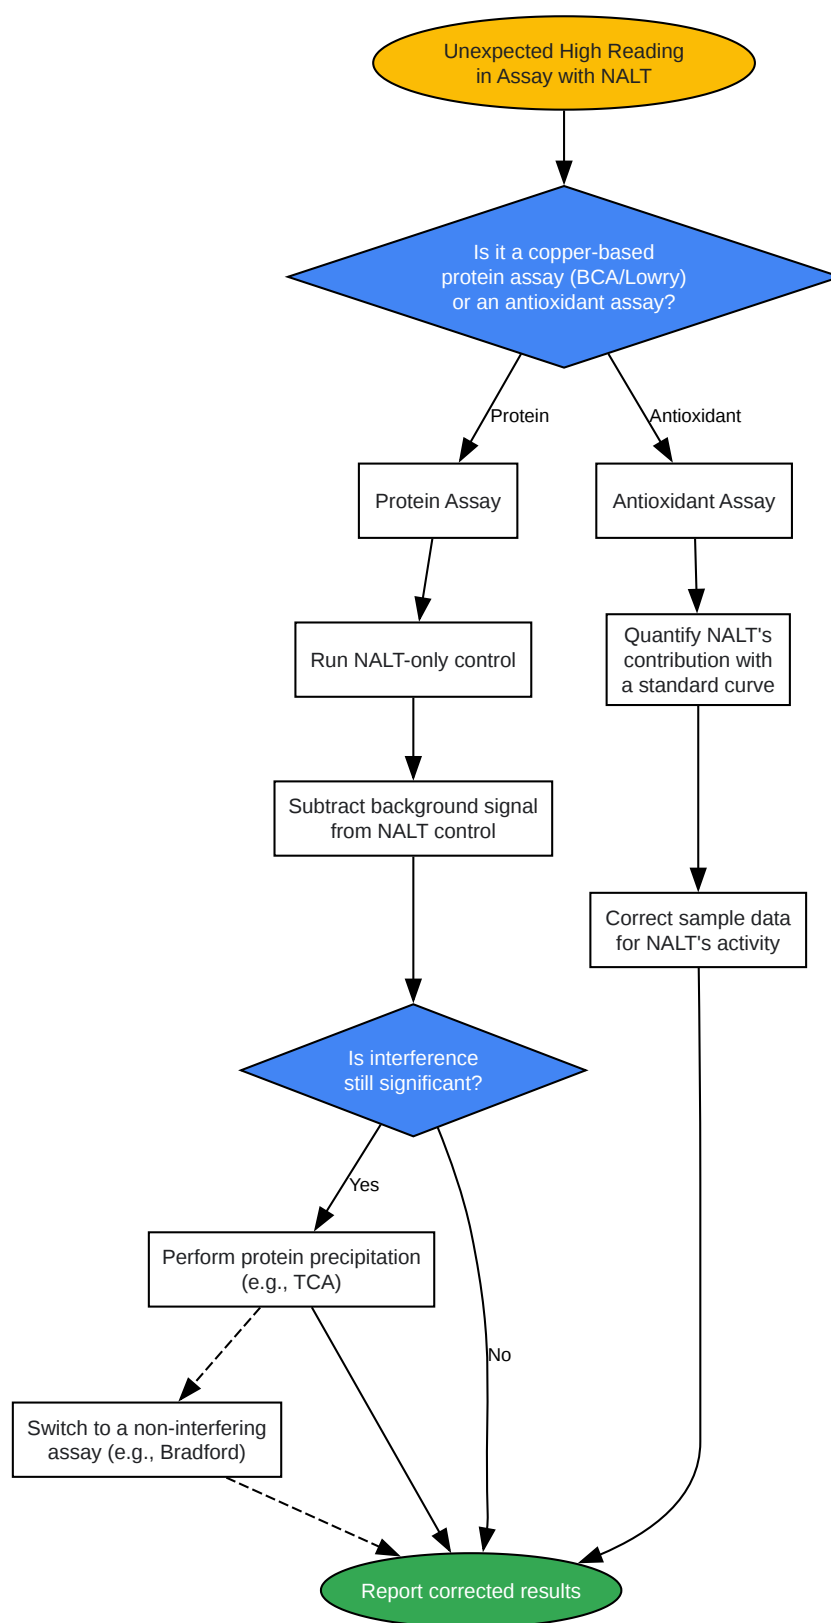 Unexpected High Reading
in Assay with NALT
Is it a copper-based
protein assay (BCA/Lowry)
or an antioxidant assay?
Protein
Antioxidant
Protein Assay
Antioxidant Assay
Run NALT-only control
Quantify NALT's
contribution with
a standard curve
Subtract background signal
from NALT control
Correct sample data
for NALT's activity
Is interference
still significant?
Yes
Perform protein precipitation
(e.g., TCA)
No
Switch to a non-interfering
assay (e.g., Bradford)
Report corrected results